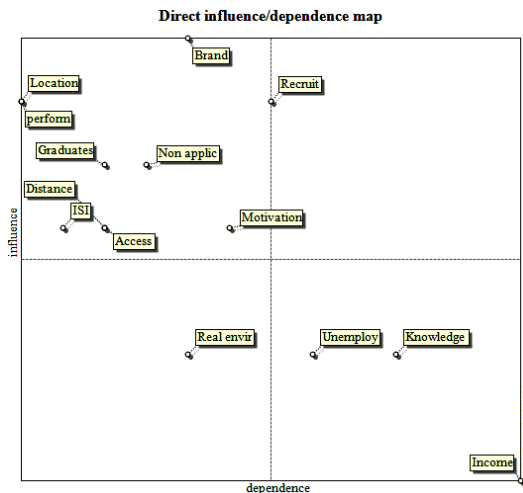 Direct influence/dependence map
Brand
Location
Recruit
perform
Graduates
Non applic
Distance
ISI
Motivation
Access
influence
Real envir
Unemploy
Knowledge
Income
dependence